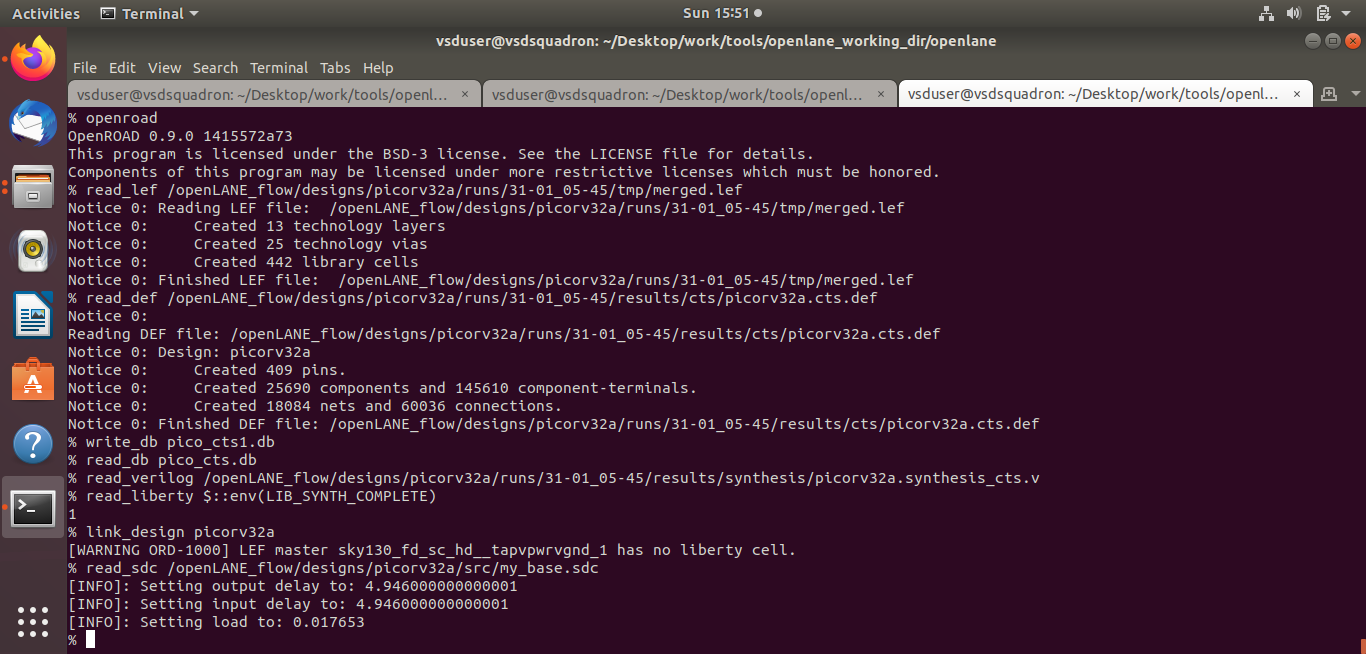 Activities Terminal Sun 15:51
vsduser@vsdsquadron: ~/Desktop/work/tools/openlane_working_dir/openlane
File Edit View Search Terminal Tabs Help
vsduser@vsdsquadron: ~/Desktop/work/tools/openl... × vsduser@vsdsquadron: ~/Desktop/work/tools/openl... × vsduser@vsdsquadron: ~/Desktop/work/tools/openl... ×
% openroad
OpenROAD 0.9.0 1415572a73
This program is licensed under the BSD-3 license. See the LICENSE file for details.
Components of this program may be licensed under more restrictive licenses which must be honored.
% read_lef /openLANE_flow/designs/picorv32a/runs/31-01_05-45/tmp/merged.lef
Notice 0: Reading LEF file:  /openLANE_flow/designs/picorv32a/runs/31-01_05-45/tmp/merged.lef
Notice 0:     Created 13 technology layers
Notice 0:     Created 25 technology vias
Notice 0:     Created 442 library cells
Notice 0: Finished LEF file:  /openLANE_flow/designs/picorv32a/runs/31-01_05-45/tmp/merged.lef
% read_def /openLANE_flow/designs/picorv32a/runs/31-01_05-45/results/cts/picorv32a.cts.def
Notice 0:
Reading DEF file: /openLANE_flow/designs/picorv32a/runs/31-01_05-45/results/cts/picorv32a.cts.def
Notice 0: Design: picorv32a
Notice 0:     Created 409 pins.
Notice 0:     Created 25690 components and 145610 component-terminals.
Notice 0:     Created 18084 nets and 60036 connections.
Notice 0: Finished DEF file: /openLANE_flow/designs/picorv32a/runs/31-01_05-45/results/cts/picorv32a.cts.def
% write_db pico_cts1.db
% read_db pico_cts.db
% read_verilog /openLANE_flow/designs/picorv32a/runs/31-01_05-45/results/synthesis/picorv32a.synthesis_cts.v
% read_liberty $::env(LIB_SYNTH_COMPLETE)
1
% link_design picorv32a
[WARNING ORD-1000] LEF master sky130_fd_sc_hd__tapvpwrvgnd_1 has no liberty cell.
% read_sdc /openLANE_flow/designs/picorv32a/src/my_base.sdc
[INFO]: Setting output delay to: 4.946000000000001
[INFO]: Setting input delay to: 4.946000000000001
[INFO]: Setting load to: 0.017653
%